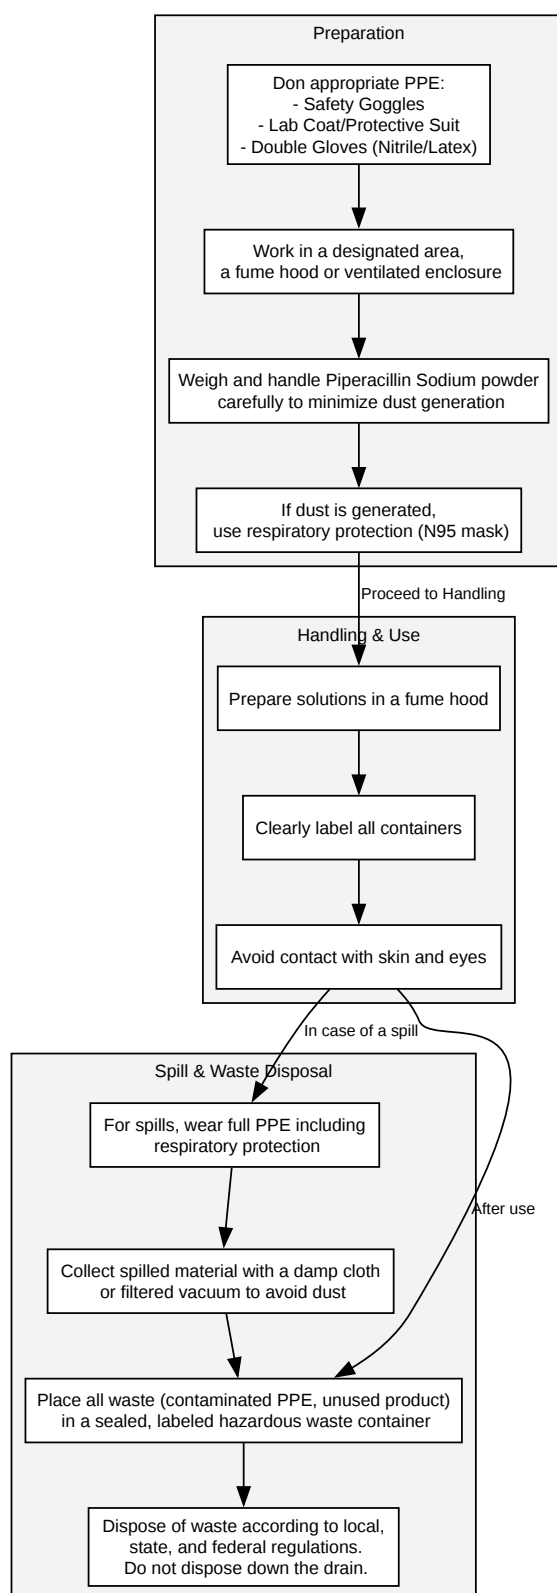 Preparation
Don appropriate PPE:
- Safety Goggles
- Lab Coat/Protective Suit
- Double Gloves (Nitrile/Latex)
Work in a designated area,
a fume hood or ventilated enclosure
Weigh and handle Piperacillin Sodium powder
carefully to minimize dust generation
If dust is generated,
use respiratory protection (N95 mask)
Proceed to Handling
Handling & Use
Prepare solutions in a fume hood
Clearly label all containers
Avoid contact with skin and eyes
In case of a spill
Spill & Waste Disposal
For spills, wear full PPE including
respiratory protection
After use
Collect spilled material with a damp cloth
or filtered vacuum to avoid dust
Place all waste (contaminated PPE, unused product)
in a sealed, labeled hazardous waste container
Dispose of waste according to local,
state, and federal regulations.
Do not dispose down the drain.